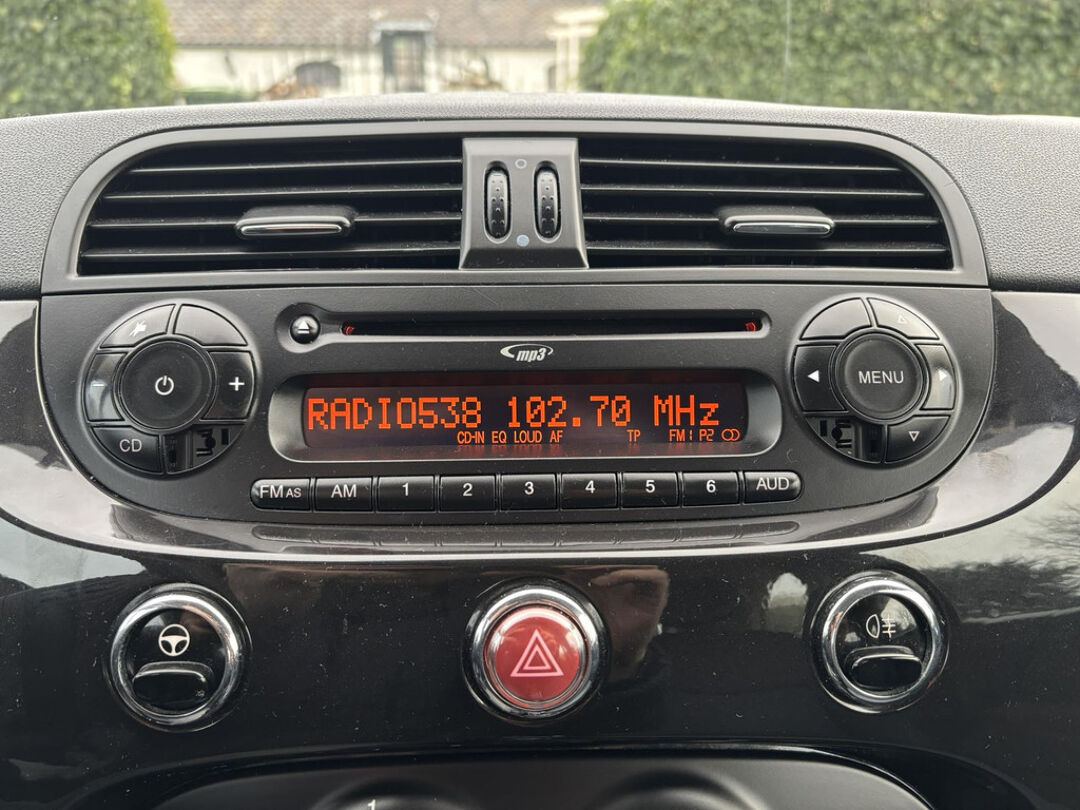 mp3
RADIO538 102.70 MHz
CD-IN EQ LOUD AF TP FM1 P2
MENU
CD
FM AS AM 1 2 3 4 5 6 AUD
1